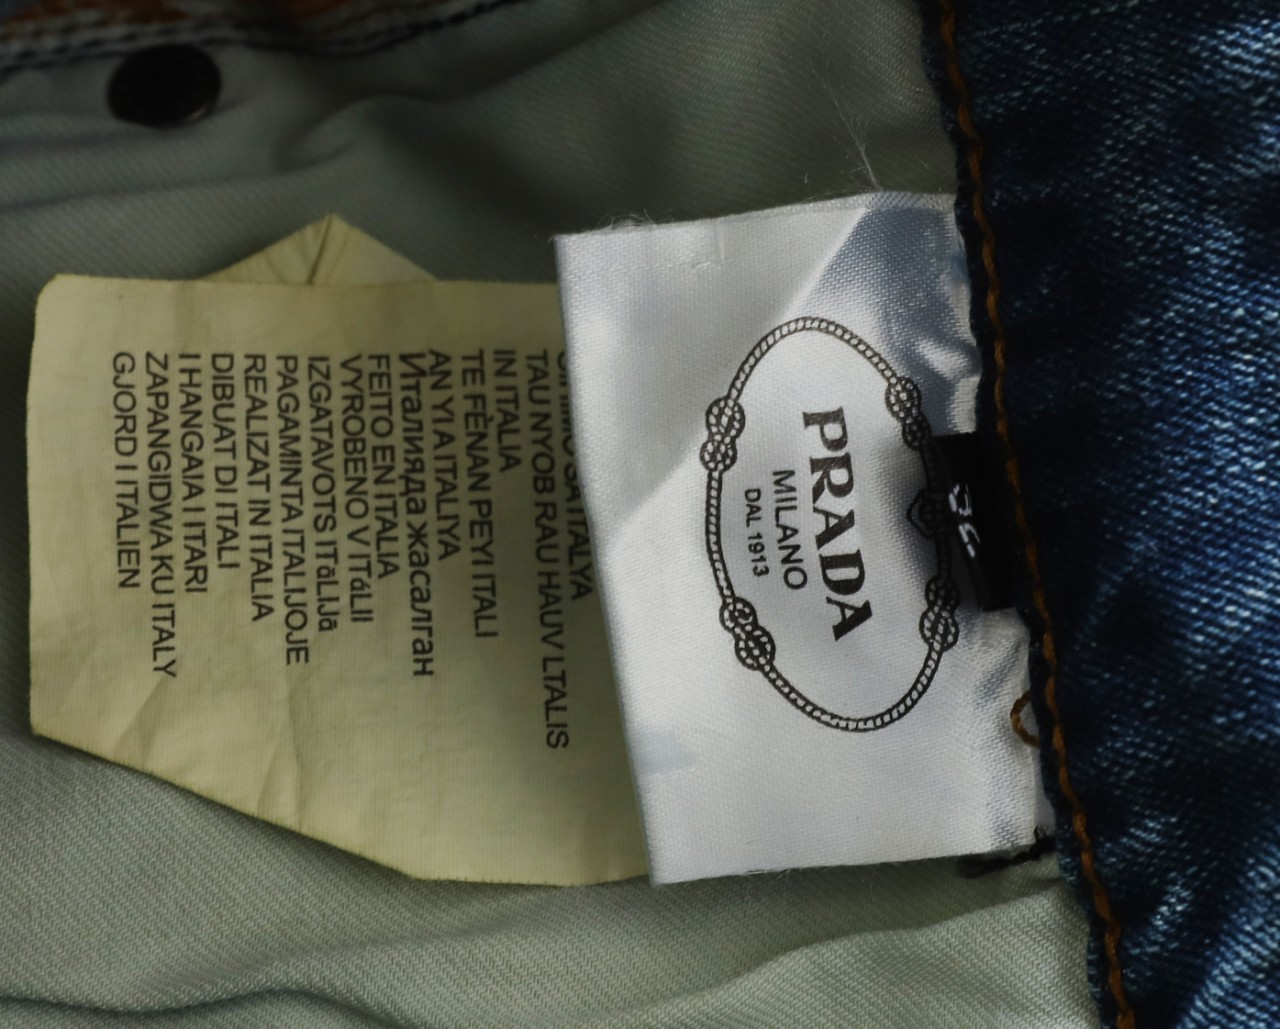 PRADA
MILANO
DAL 1913
SA ITALYA
TAU NYOB RAU HAUV LTALIS
IN ITALIA
TE FÈNAN PEYI ITALI
AN YI A ITALIYA
Италияда жасалган
FEITO EN ITALIA
VYROBENO V ITáLII
IZGATAVOTS ITāLIJā
PAGAMINTA ITALIJOJE
REALIZAT IN ITALIA
DIBUAT DI ITALI
I HANGAIA I ITARI
ZAPANGIDWA KU ITALY
GJORD I ITALIEN